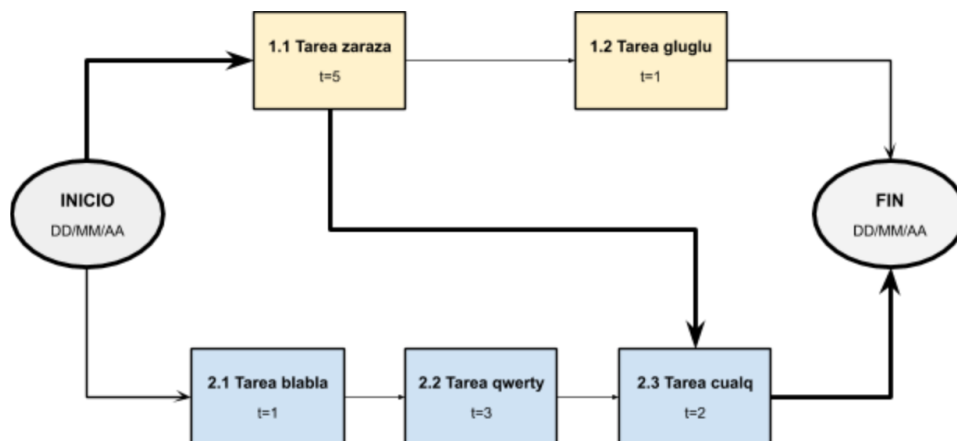 1.1 Tarea zaraza
t=5
1.2 Tarea gluglu
t=1
INICIO
DD/MM/AA
FIN
DD/MM/AA
2.1 Tarea blabla
t=1
2.2 Tarea qwerty
t=3
2.3 Tarea cualq
t=2